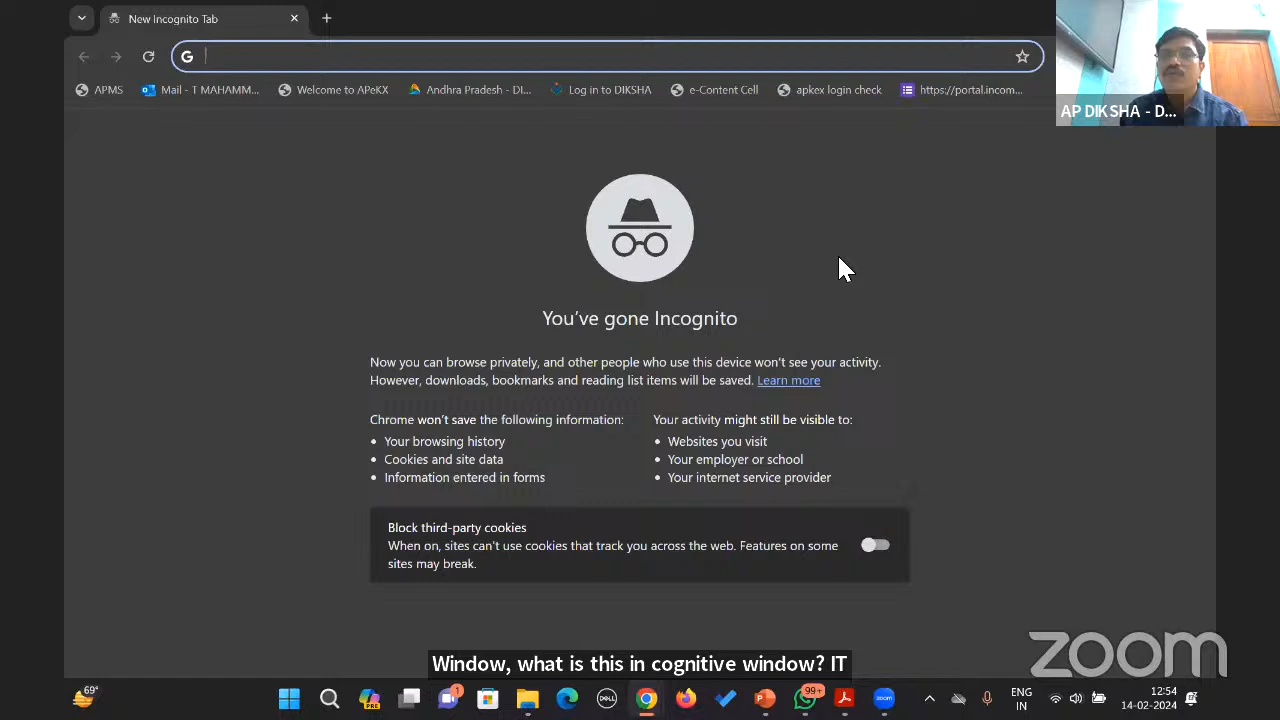 New Incognito Tab
APMS
Mail - T MAHAMM...
Welcome to APeKX
Andhra Pradesh - DI...
Log in to DIKSHA
e-Content Cell
apkex login check
https://portal.incom...
AP DIKSHA - D...
You've gone Incognito
Now you can browse privately, and other people who use this device won't see your activity.
However, downloads, bookmarks and reading list items will be saved. Learn more
Chrome won't save the following information:
Your browsing history
Cookies and site data
Information entered in forms
Your activity might still be visible to:
Websites you visit
Your employer or school
Your internet service provider
Block third-party cookies
When on, sites can't use cookies that track you across the web. Features on some
sites may break.
Window, what is this in cognitive window? IT
zoom
69°
PRE
1
DELL
99+
zoom
ENG
IN
12:54
14-02-2024